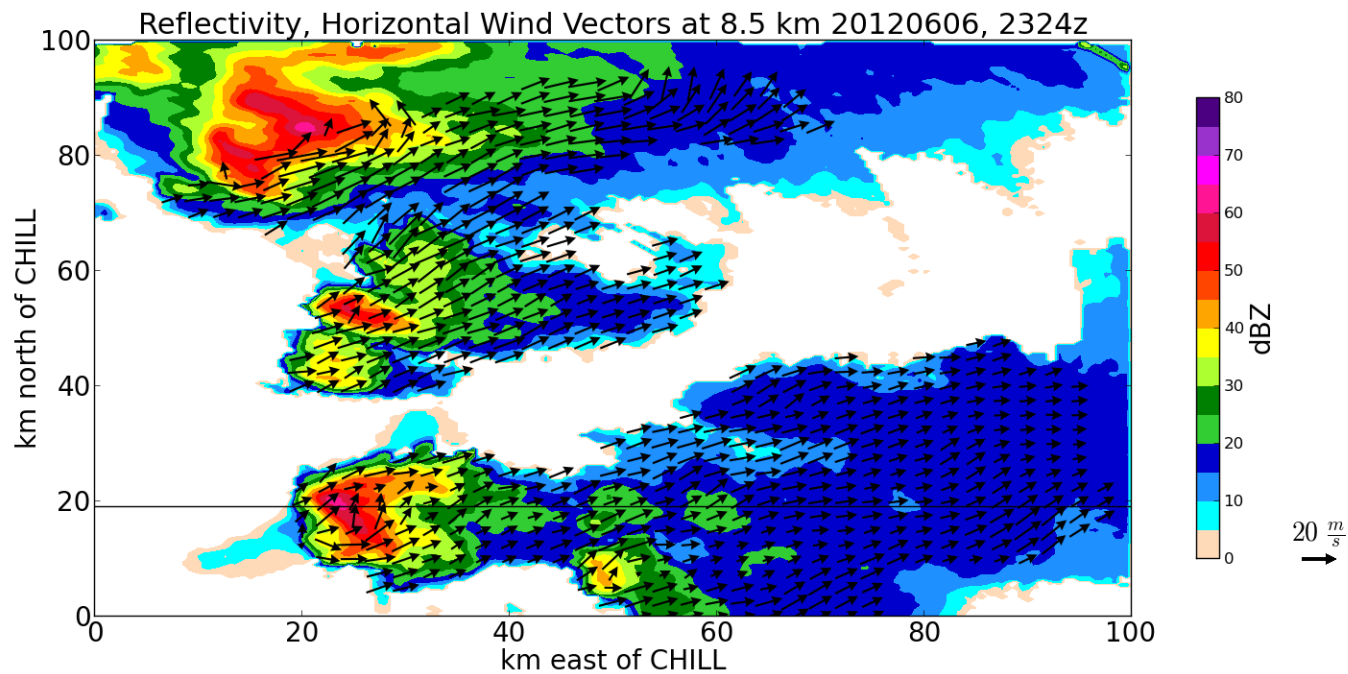 Reflectivity, Horizontal Wind Vectors at 8.5 km 20120606, 2324z
100
80
60
40
20
0
km north of CHILL
0 20 40 60 80 100
km east of CHILL
80
70
60
50
40
30
20
10
0
dBZ
20 m/s